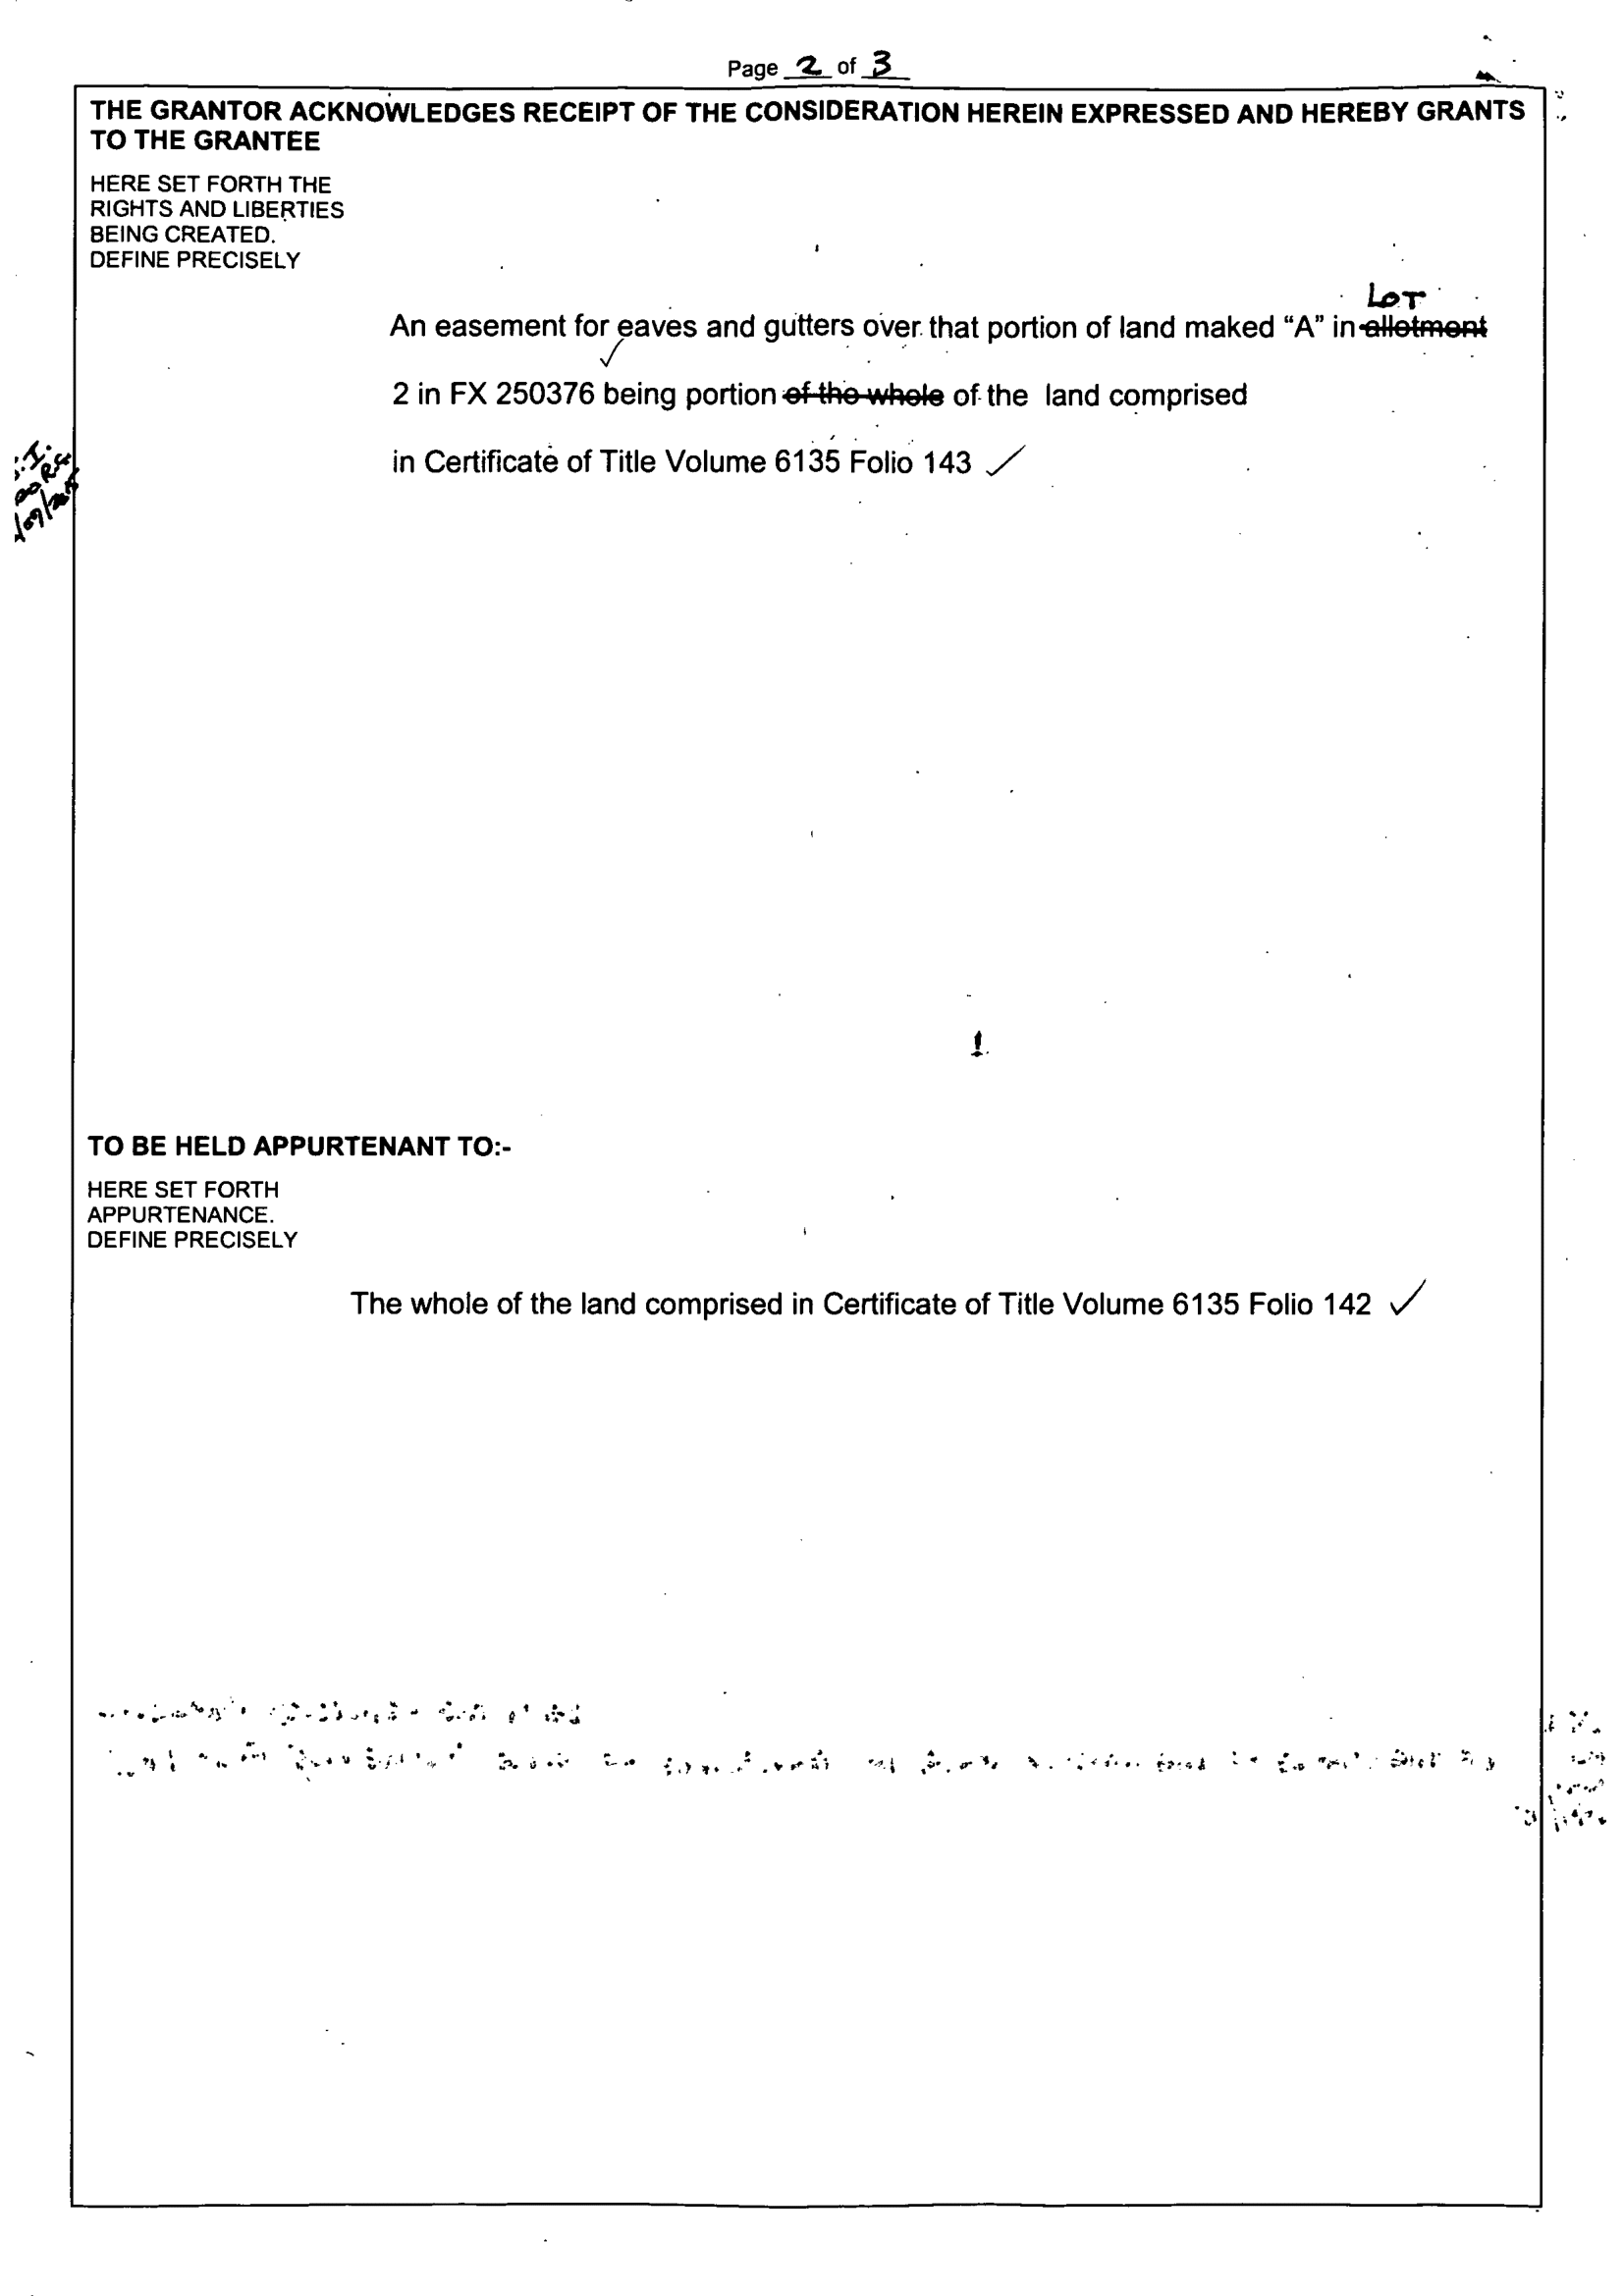 Page 2 of 3
THE GRANTOR ACKNOWLEDGES RECEIPT OF THE CONSIDERATION HEREIN EXPRESSED AND HEREBY GRANTS
TO THE GRANTEE
HERE SET FORTH THE
RIGHTS AND LIBERTIES
BEING CREATED.
DEFINE PRECISELY
LOT
An easement for eaves and gutters over that portion of land maked “A” in allotment
2 in FX 250376 being portion of the whole of the land comprised
in Certificate of Title Volume 6135 Folio 143
TO BE HELD APPURTENANT TO:-
HERE SET FORTH
APPURTENANCE.
DEFINE PRECISELY
The whole of the land comprised in Certificate of Title Volume 6135 Folio 142